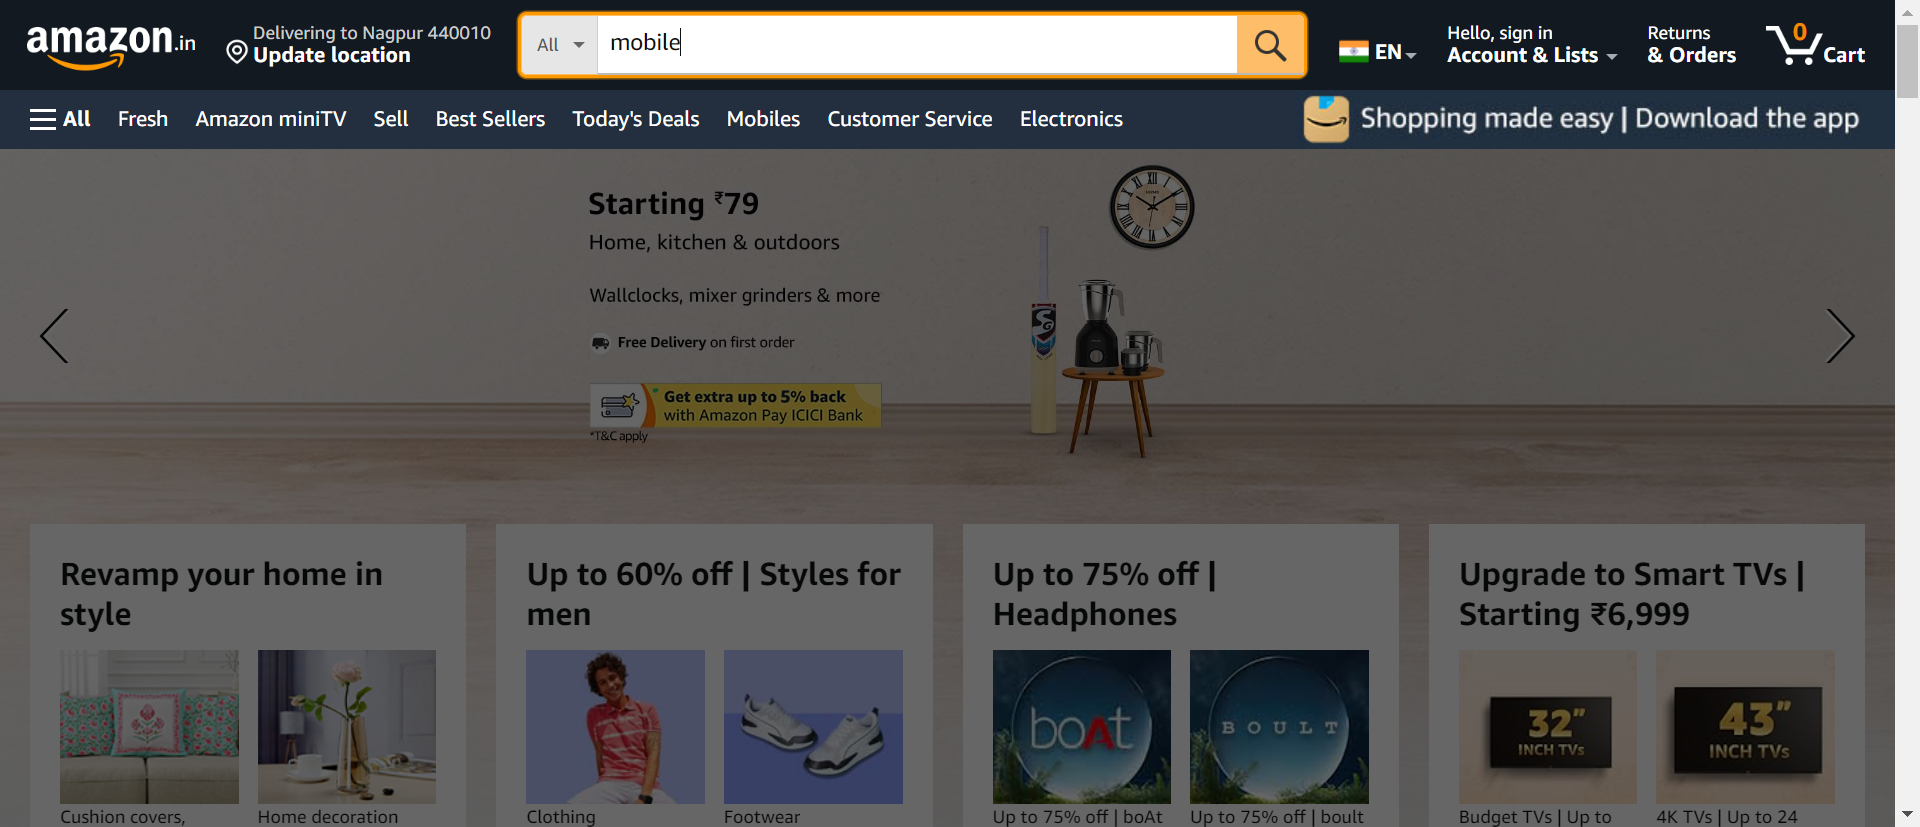 amazon.in
Delivering to Nagpur 440010
Update location
All
mobile
EN
Hello, sign in
Account & Lists
Returns
& Orders
0
Cart
All
Fresh
Amazon miniTV
Sell
Best Sellers
Today's Deals
Mobiles
Customer Service
Electronics
Shopping made easy | Download the app
Starting ₹79
Home, kitchen & outdoors
Wallclocks, mixer grinders & more
Free Delivery on first order
Get extra up to 5% back
with Amazon Pay ICICI Bank
*T&C apply
SG
Revamp your home in
style
Cushion covers,
Home decoration
Up to 60% off | Styles for
men
Clothing
Footwear
Up to 75% off |
Headphones
boAt
BOULT
Up to 75% off | boAt
Up to 75% off | boult
Upgrade to Smart TVs |
Starting ₹6,999
32”
INCH TVs
43”
INCH TVs
Budget TVs | Up to
4K TVs | Up to 24